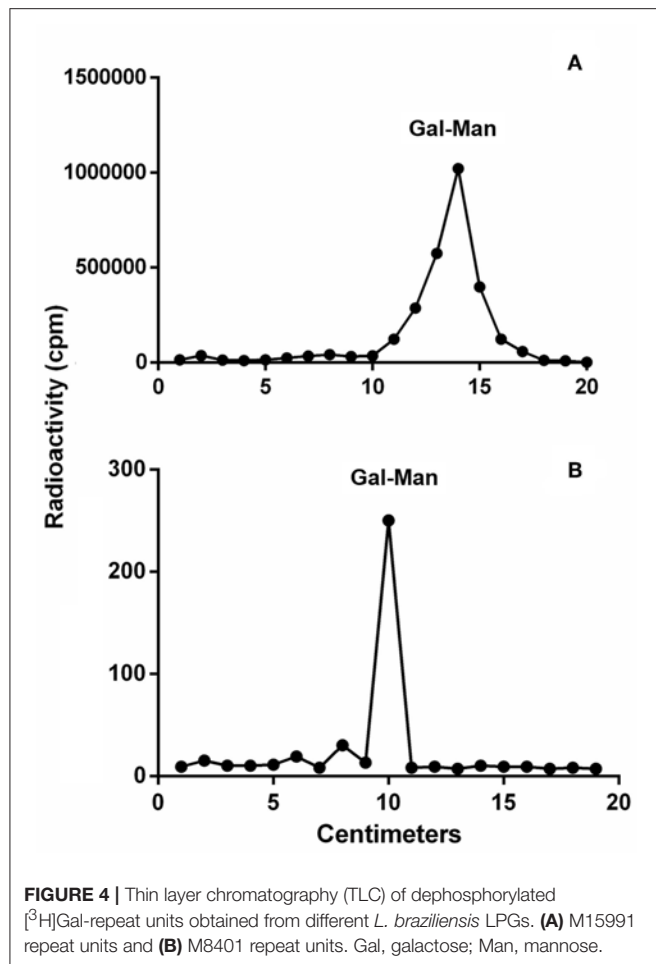 A
1500000
Gal-Man
1000000
500000
0
0 5 10 15 20
Radioactivity (cpm)
B
300
Gal-Man
200
100
0
0 5 10 15 20
Centimeters
FIGURE 4 | Thin layer chromatography (TLC) of dephosphorylated
[³H]Gal-repeat units obtained from different L. braziliensis LPGs. (A) M15991
repeat units and (B) M8401 repeat units. Gal, galactose; Man, mannose.